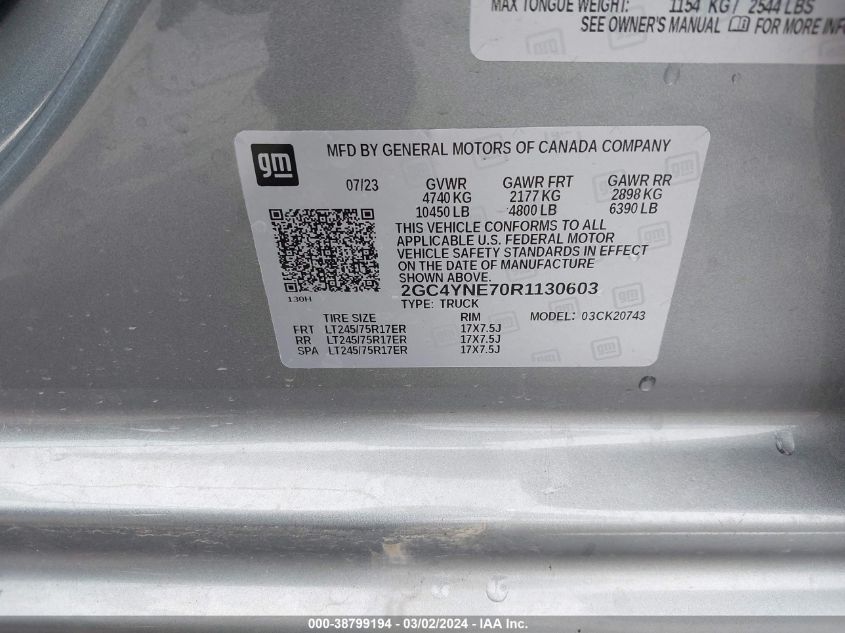 MAX TONGUE WEIGHT: 1154 KG / 2544 LBS
SEE OWNER'S MANUAL FOR MORE INFO
gm
MFD BY GENERAL MOTORS OF CANADA COMPANY
07/23 GVWR GAWR FRT GAWR RR
4740 KG 2177 KG 2898 KG
10450 LB 4800 LB 6390 LB
THIS VEHICLE CONFORMS TO ALL
APPLICABLE U.S. FEDERAL MOTOR
VEHICLE SAFETY STANDARDS IN EFFECT
ON THE DATE OF MANUFACTURE
SHOWN ABOVE.
130H
2GC4YNE70R1130603
TYPE: TRUCK
TIRE SIZE RIM MODEL: 03CK20743
FRT LT245/75R17ER 17X7.5J
RR LT245/75R17ER 17X7.5J
SPA LT245/75R17ER 17X7.5J
000-38799194 - 03/02/2024 - IAA Inc.